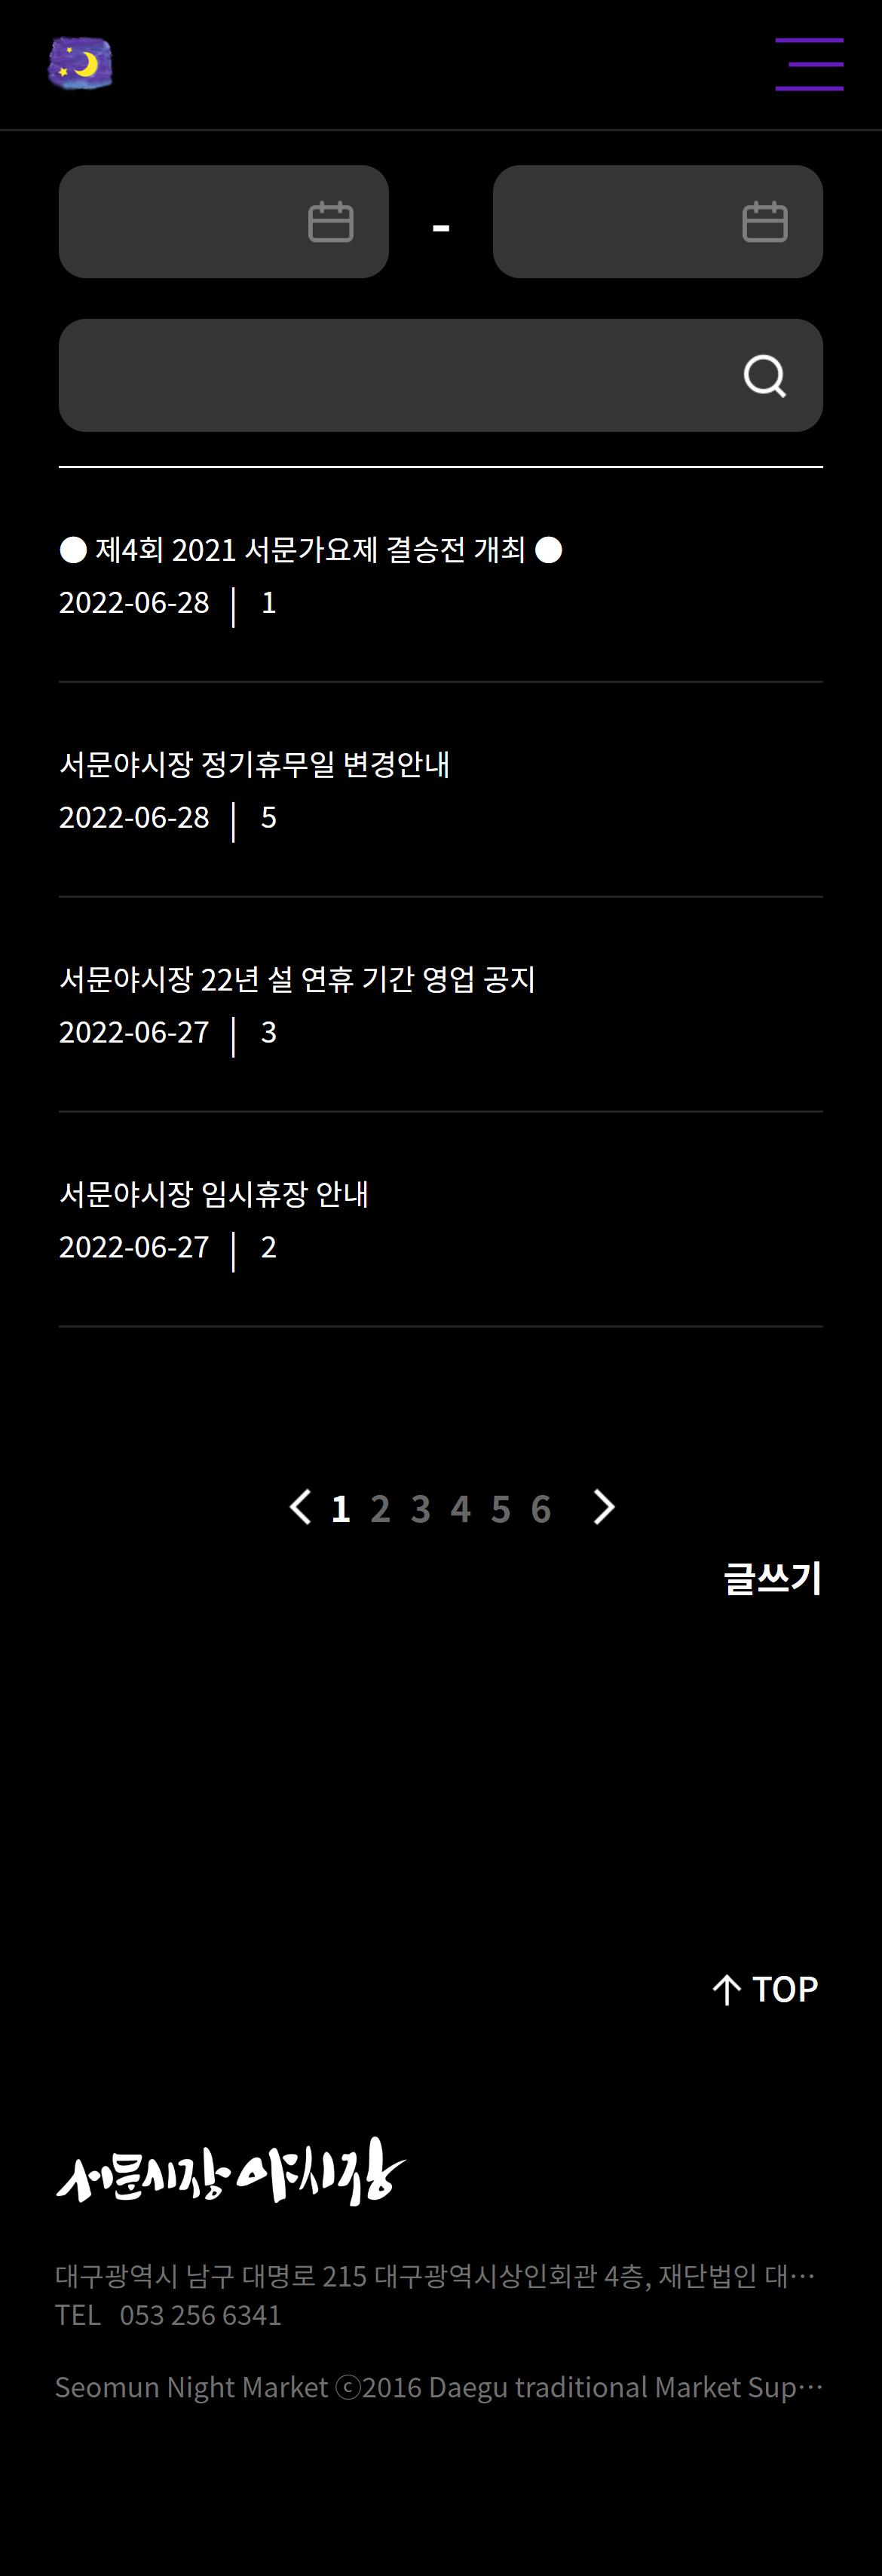 -
● 제4회 2021 서문가요제 결승전 개최 ●
2022-06-28 | 1
서문야시장 정기휴무일 변경안내
2022-06-28 | 5
서문야시장 22년 설 연휴 기간 영업 공지
2022-06-27 | 3
서문야시장 임시휴장 안내
2022-06-27 | 2
1 2 3 4 5 6
글쓰기
TOP
서문시장 야시장
대구광역시 남구 대명로 215 대구광역시상인회관 4층, 재단법인 대…
TEL 053 256 6341
Seomun Night Market ⓒ2016 Daegu traditional Market Sup…